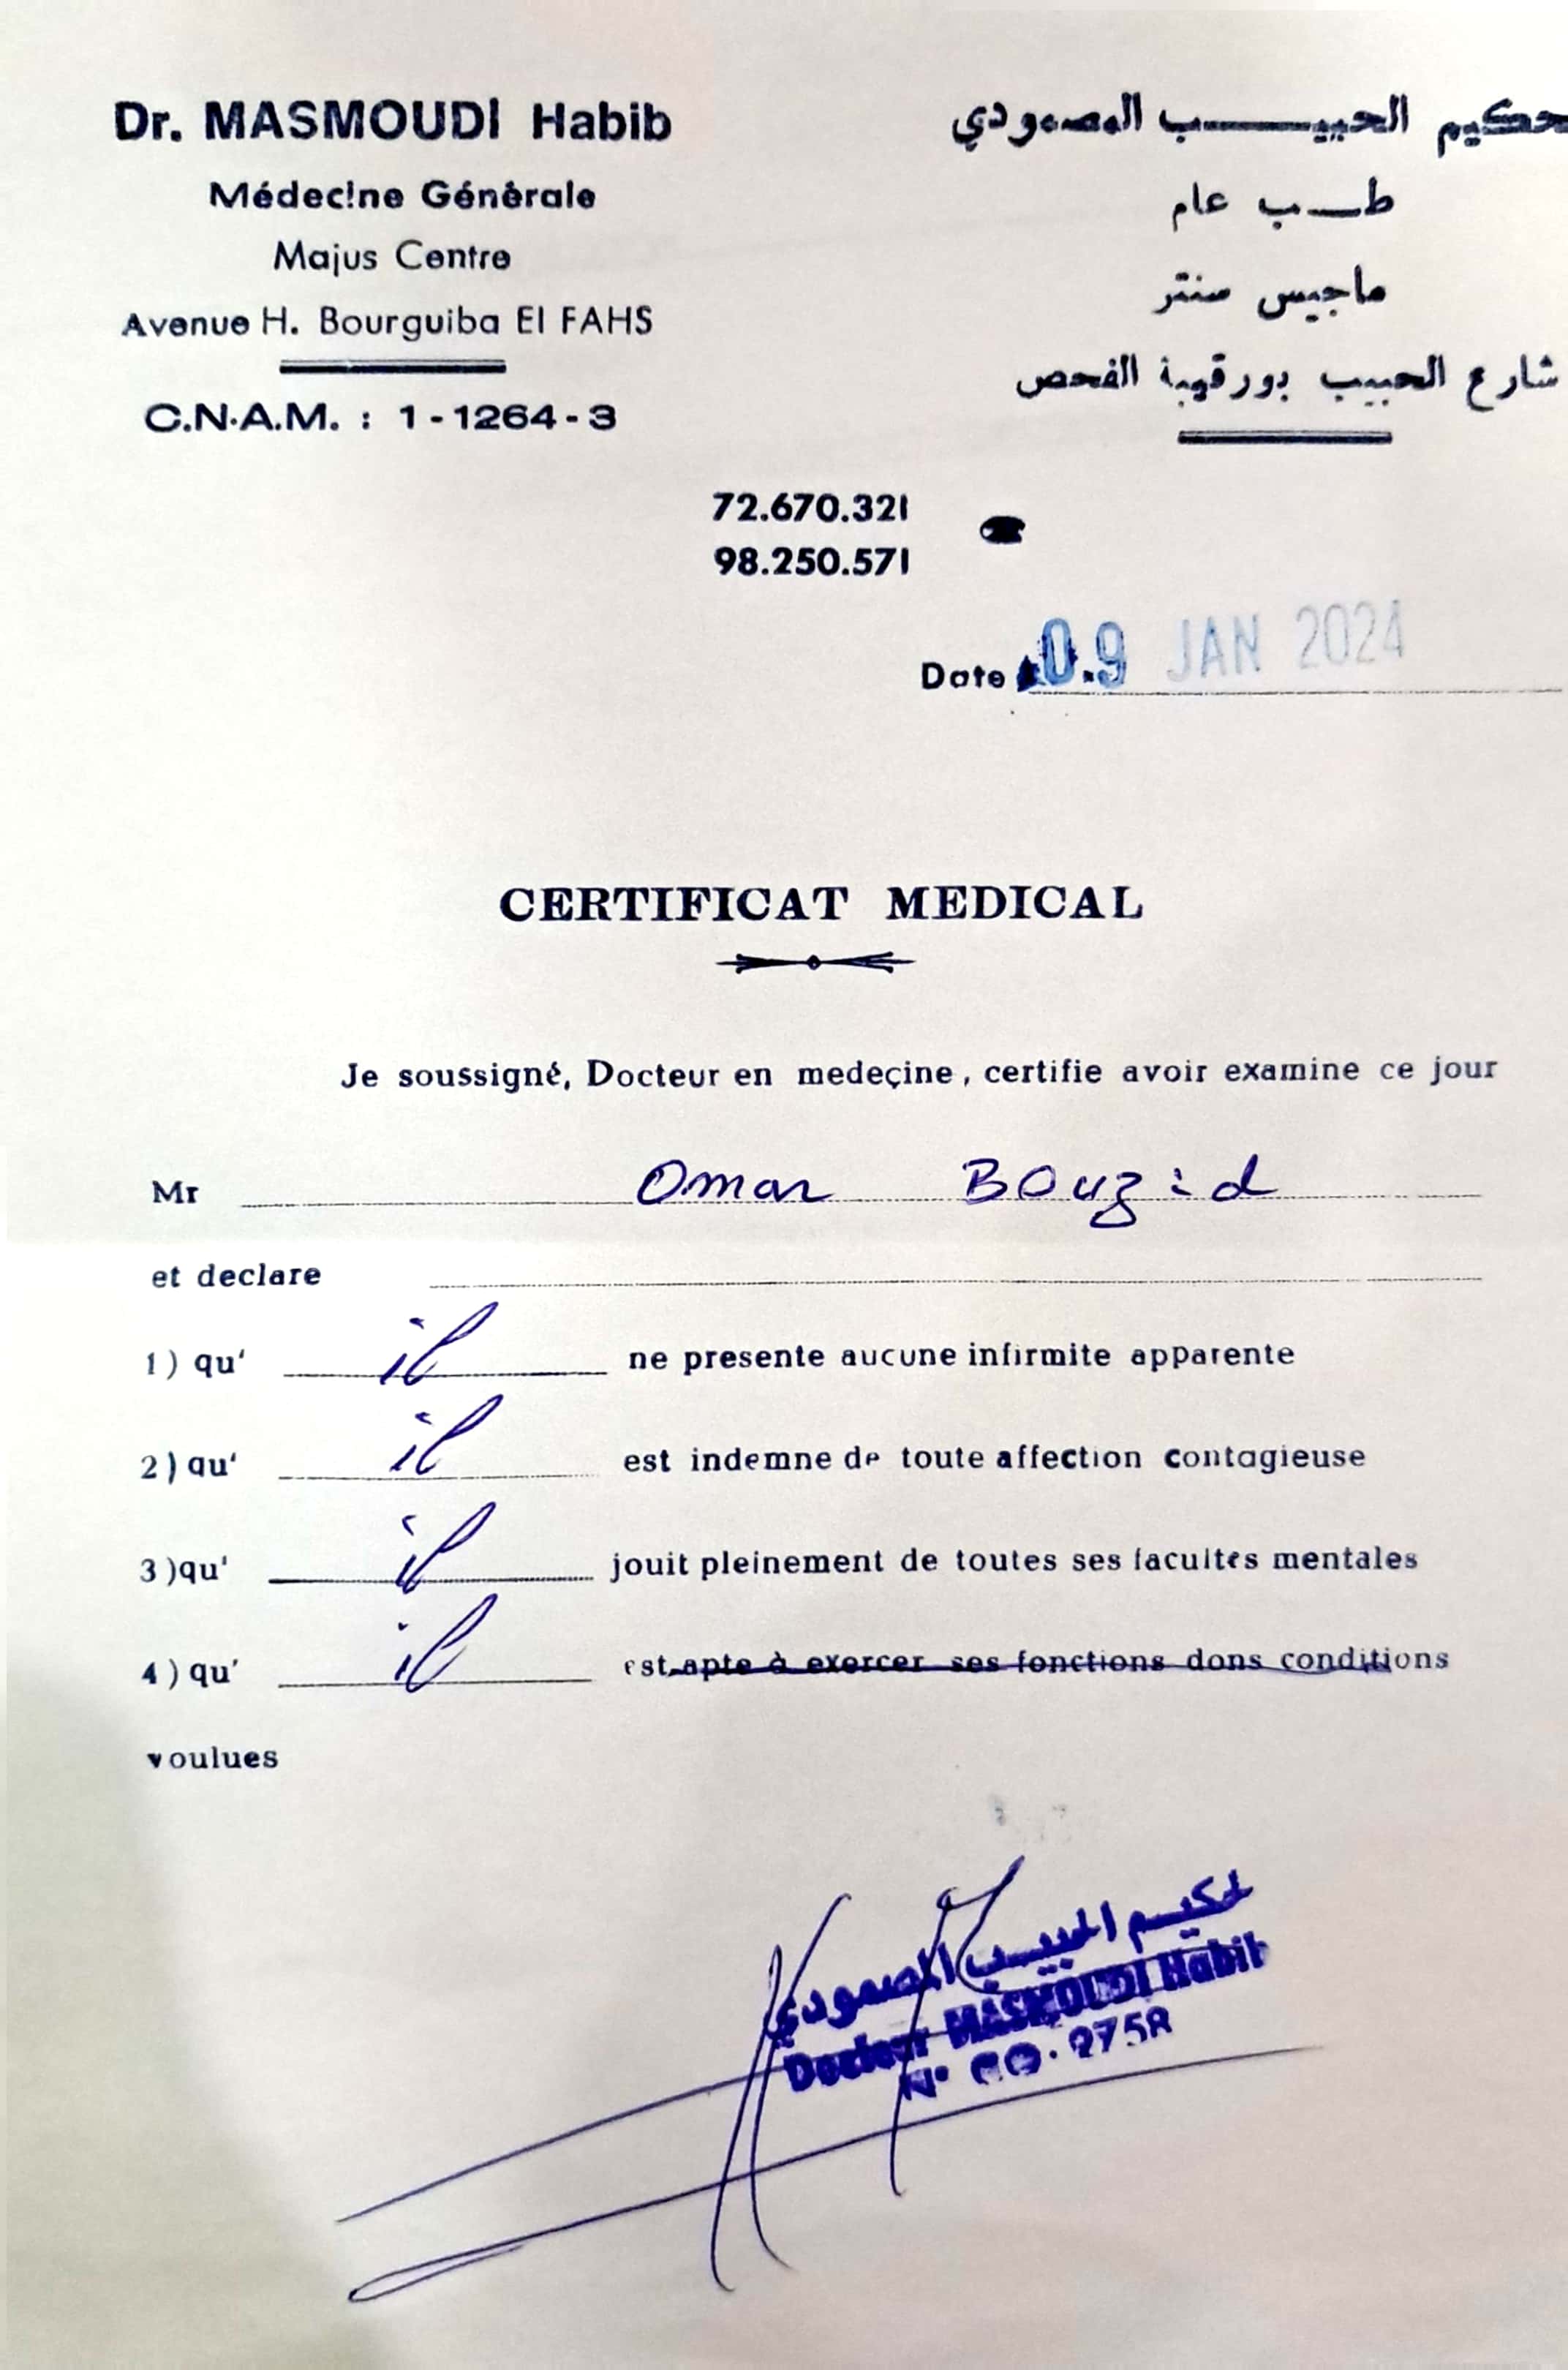 Dr. MASMOUDI Habib
Médecine Générale
Majus Centre
Avenue H. Bourguiba El FAHS
C.N.A.M. : 1-1264-3
حكيم الحبيب المصمودي
طب عام
ماجيس سنتر
شارع الحبيب بورقيبة الفحص
72.670.321
98.250.571
Date 09 JAN 2024
CERTIFICAT MEDICAL
Je soussigné, Docteur en medeçine, certifie avoir examine ce jour
Mr Omar Bouzid
et declare
1) qu' il ne presente aucune infirmite apparente
2) qu' il est indemne de toute affection contagieuse
3) qu' il jouit pleinement de toutes ses facultes mentales
4) qu' il est apte à exercer ses fonctions dons conditions
voulues
حكيم الحبيب المصمودي
Docteur MASMOUDI Habib
N°